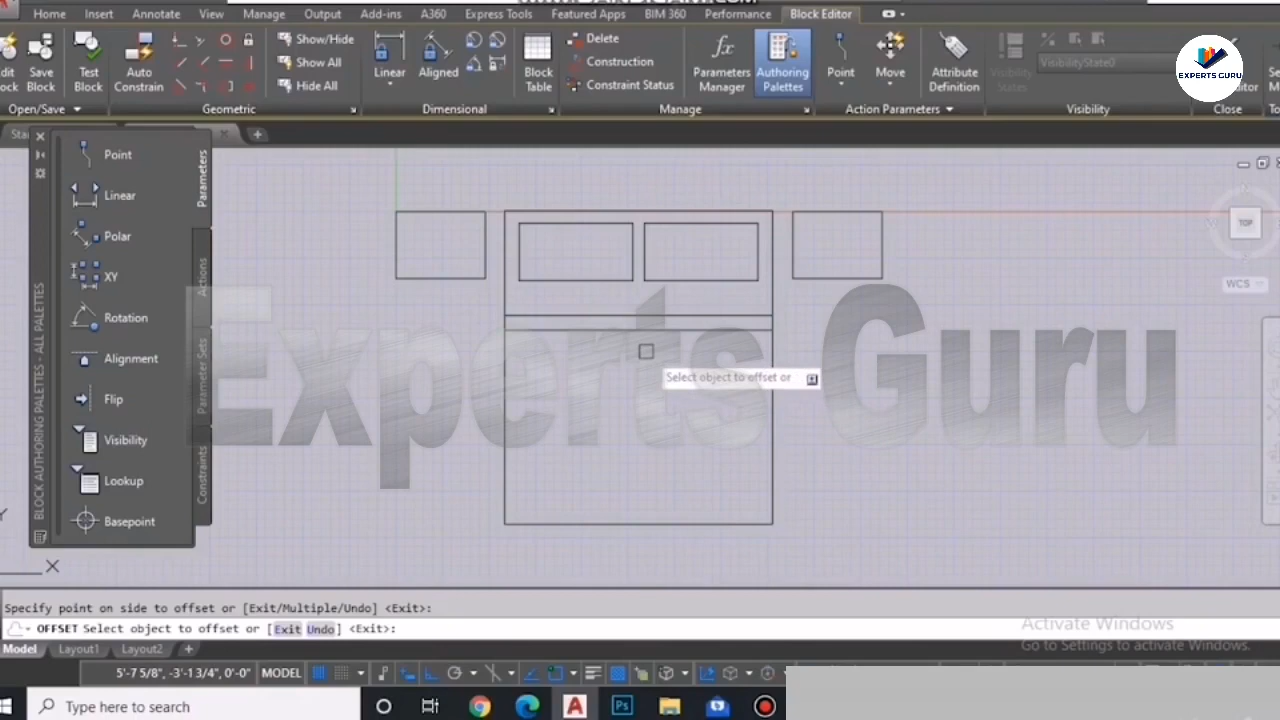 Home Insert Annotate View Manage Output Add-ins A360 Express Tools Featured Apps BIM 360 Performance Block Editor
Save Block
Test Block
Auto Constrain
Show/Hide
Show All
Hide All
Linear
Aligned
Block Table
Delete
Construction
Constraint Status
Parameters Manager
Authoring Palettes
Point
Move
Attribute Definition
Visibility States
VisibilityState0
EXPERTS GURU
Open/Save Geometric Dimensional Manage Action Parameters Visibility Close
Point
Linear
Polar
XY
Rotation
Alignment
Flip
Visibility
Lookup
Basepoint
Parameters
Actions
Parameter Sets
Constraints
BLOCK AUTHORING PALETTES - ALL PALETTES
TOP
WCS
Experts Guru
Select object to offset or
Y
X
Specify point on side to offset or [Exit/Multiple/Undo] <Exit>:
OFFSET Select object to offset or [Exit Undo] <Exit>:
Activate Windows
Go to Settings to activate Windows.
Model Layout1 Layout2 +
5'-7 5/8", -3'-1 3/4", 0'-0" MODEL
Type here to search
A
Ps